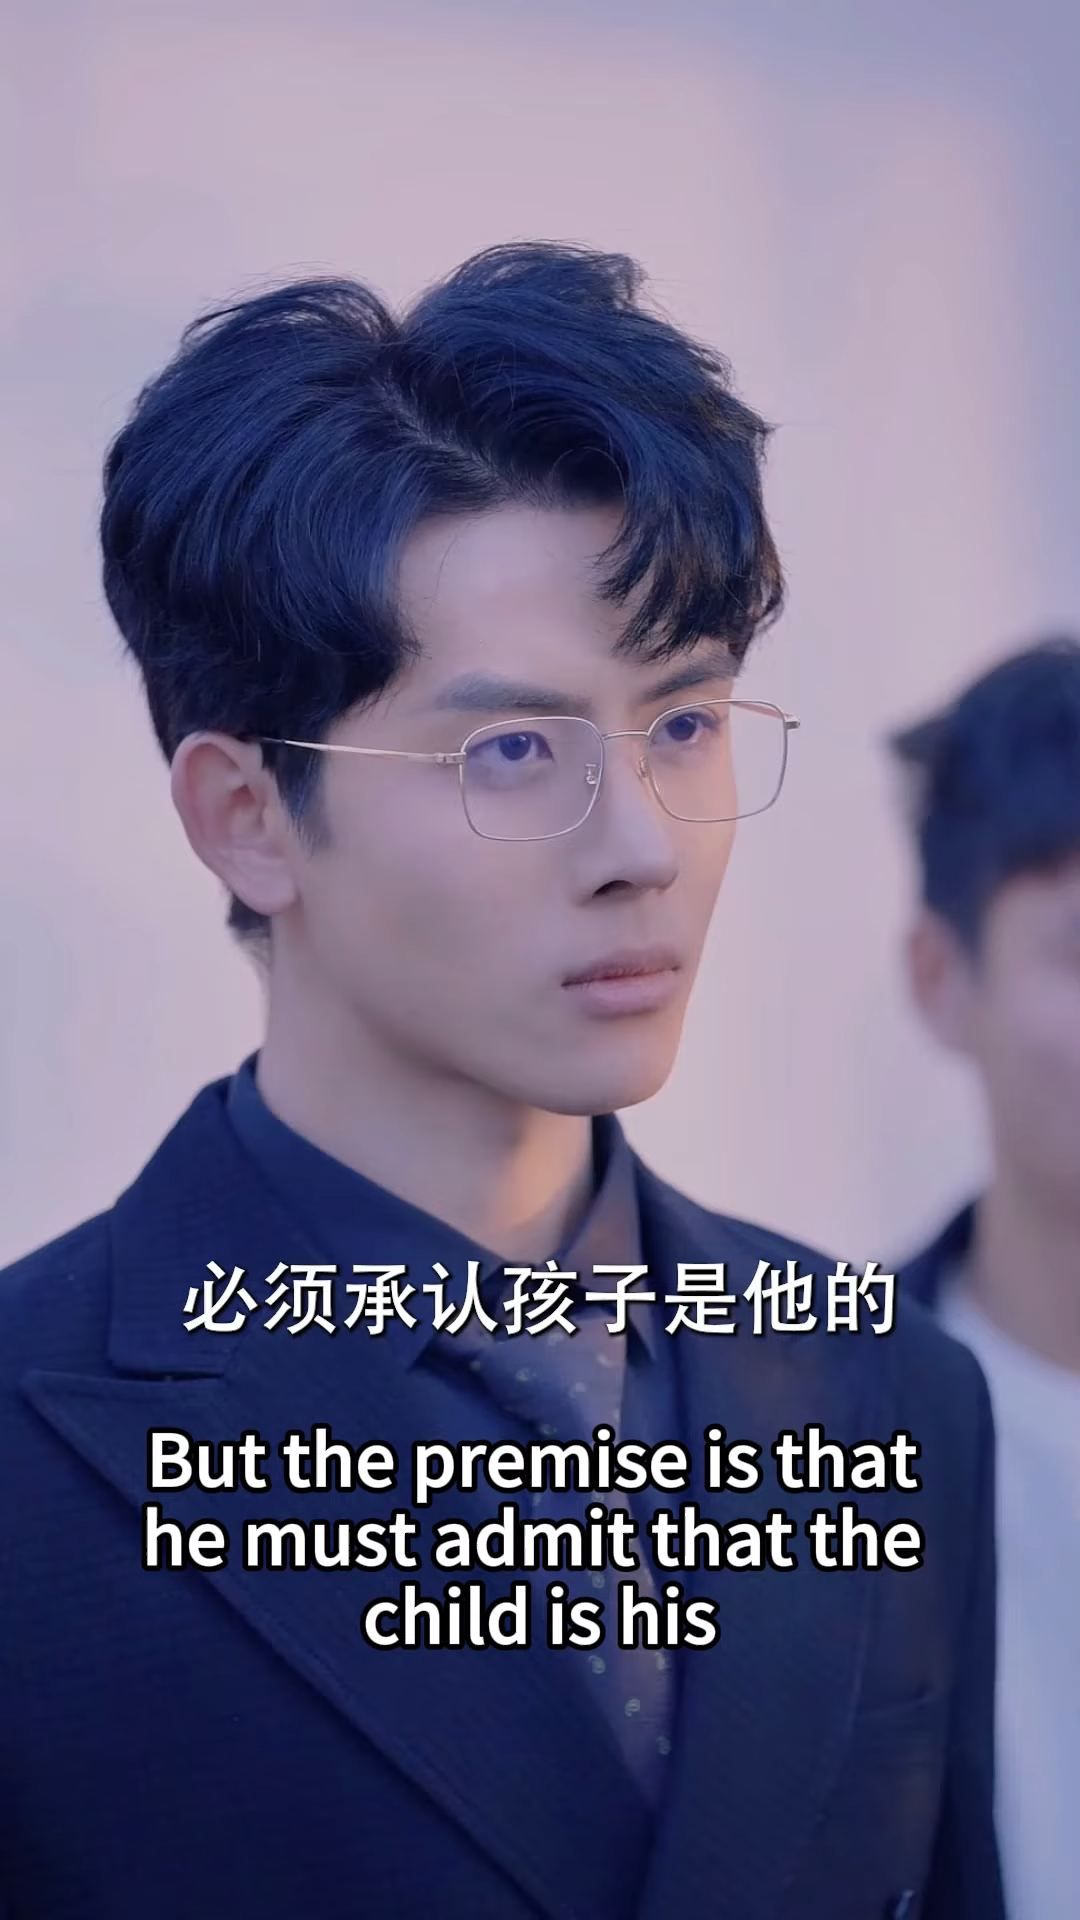 必须承认孩子是他的
But the premise is that
he must admit that the
child is his